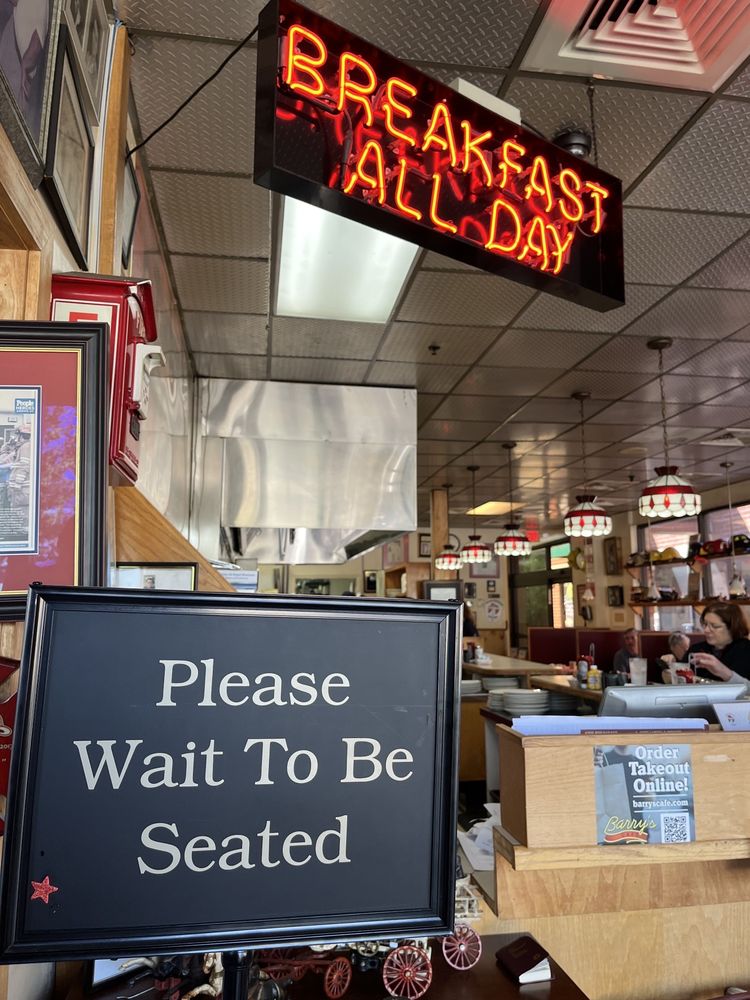 BREAKFAST
ALL DAY
People
Please
Wait To Be
Seated
Order
Takeout
Online!
barryscafe.com
Barry's